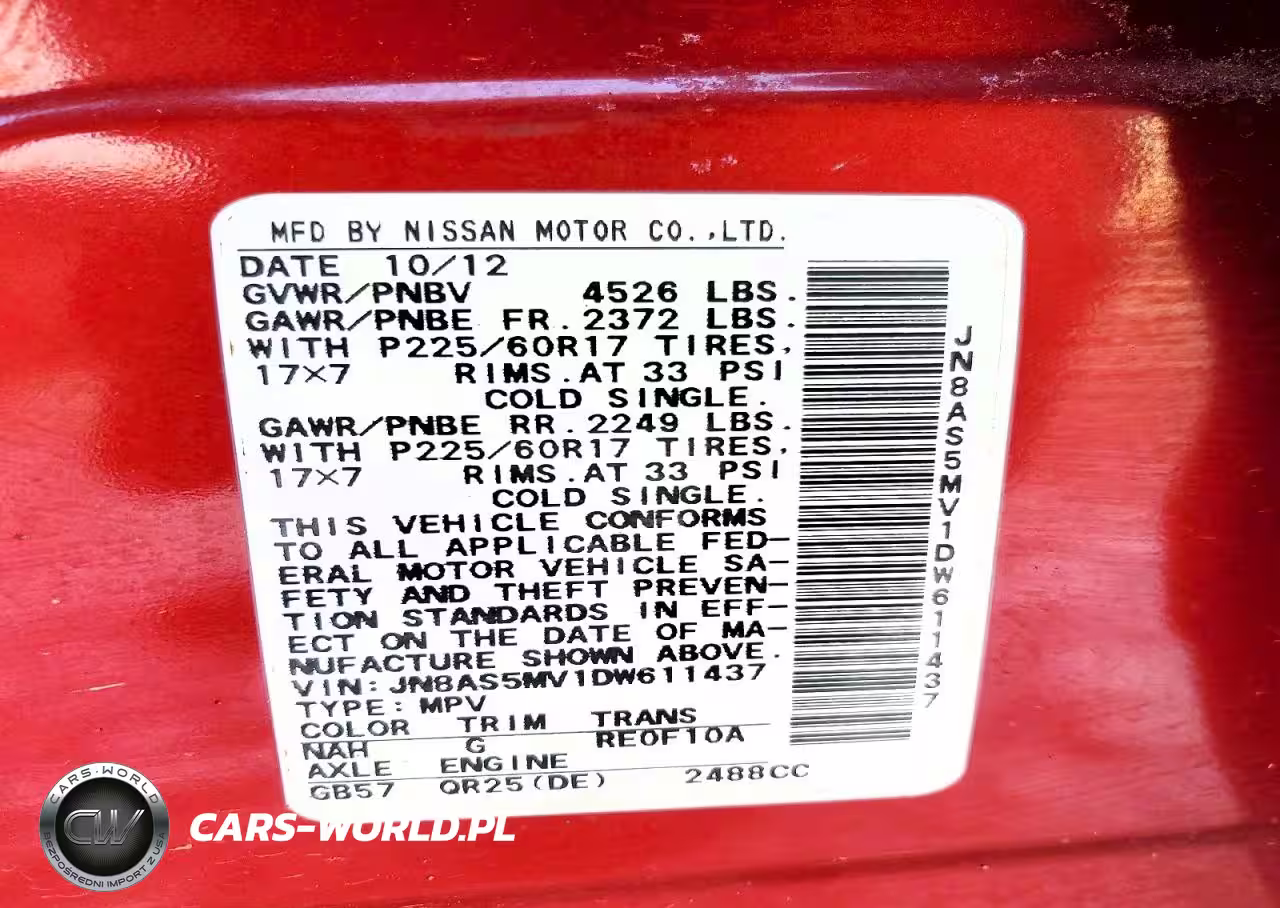 MFD BY NISSAN MOTOR CO.,LTD.
DATE 10/12
GVWR/PNBV 4526 LBS.
GAWR/PNBE FR.2372 LBS.
WITH P225/60R17 TIRES,
17×7 RIMS.AT 33 PSI
COLD SINGLE.
GAWR/PNBE RR.2249 LBS.
WITH P225/60R17 TIRES,
17×7 RIMS.AT 33 PSI
COLD SINGLE.
THIS VEHICLE CONFORMS
TO ALL APPLICABLE FED-
ERAL MOTOR VEHICLE SA-
FETY AND THEFT PREVEN-
TION STANDARDS IN EFF-
ECT ON THE DATE OF MA-
NUFACTURE SHOWN ABOVE.
VIN:JN8AS5MV1DW611437
TYPE:MPV
COLOR TRIM TRANS
NAH G RE0F10A
AXLE ENGINE
GB57 QR25(DE) 2488CC
JN8AS5MV1DW611437
CARS-WORLD
CW
BEZPOŚREDNI IMPORT Z USA
CARS-WORLD.PL